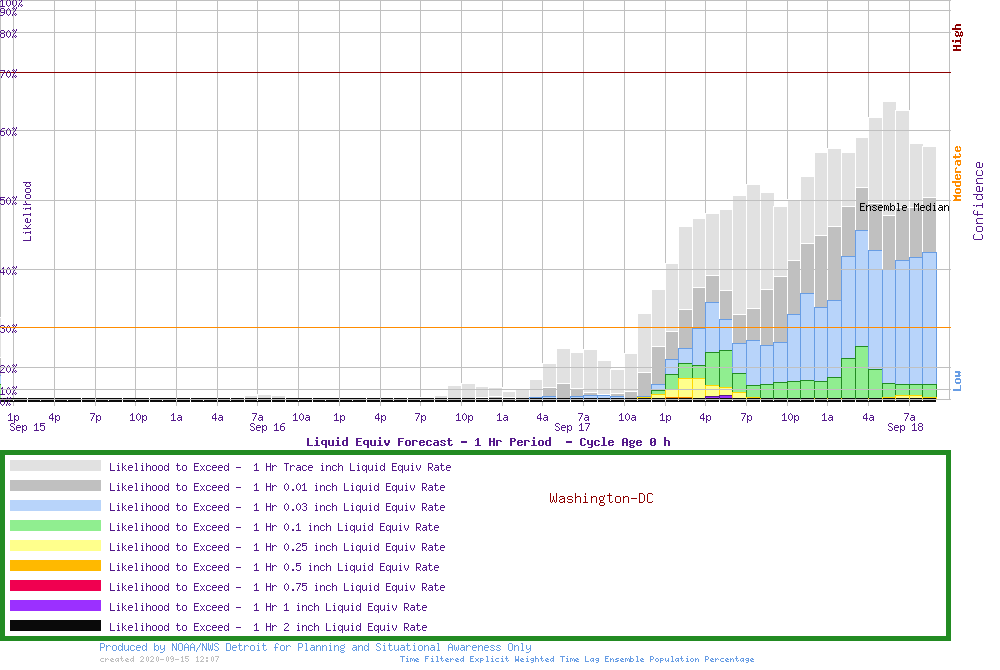 100%
90%
80%
70%
60%
50%
40%
30%
20%
10%
0%
Likelihood
High
Moderate
Low
Confidence
Ensemble Median
1p 4p 7p 10p 1a 4a 7a 10a 1p 4p 7p 10p 1a 4a 7a 10a 1p 4p 7p 10p 1a 4a 7a
Sep 15 Sep 16 Sep 17 Sep 18
Liquid Equiv Forecast - 1 Hr Period - Cycle Age 0 h
Likelihood to Exceed - 1 Hr Trace inch Liquid Equiv Rate
Likelihood to Exceed - 1 Hr 0.01 inch Liquid Equiv Rate
Washington-DC
Likelihood to Exceed - 1 Hr 0.03 inch Liquid Equiv Rate
Likelihood to Exceed - 1 Hr 0.1 inch Liquid Equiv Rate
Likelihood to Exceed - 1 Hr 0.25 inch Liquid Equiv Rate
Likelihood to Exceed - 1 Hr 0.5 inch Liquid Equiv Rate
Likelihood to Exceed - 1 Hr 0.75 inch Liquid Equiv Rate
Likelihood to Exceed - 1 Hr 1 inch Liquid Equiv Rate
Likelihood to Exceed - 1 Hr 2 inch Liquid Equiv Rate
Produced by NOAA/NWS Detroit for Planning and Situational Awareness Only
created 2020-09-15 12:07
Time Filtered Explicit Weighted Time Lag Ensemble Population Percentage